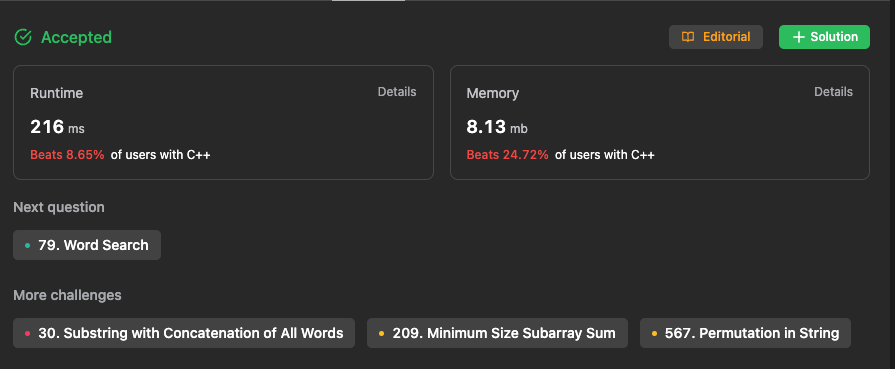 Accepted
Editorial
+ Solution
Runtime
Details
216 ms
Beats 8.65% of users with C++
Memory
Details
8.13 mb
Beats 24.72% of users with C++
Next question
79. Word Search
More challenges
30. Substring with Concatenation of All Words
209. Minimum Size Subarray Sum
567. Permutation in String